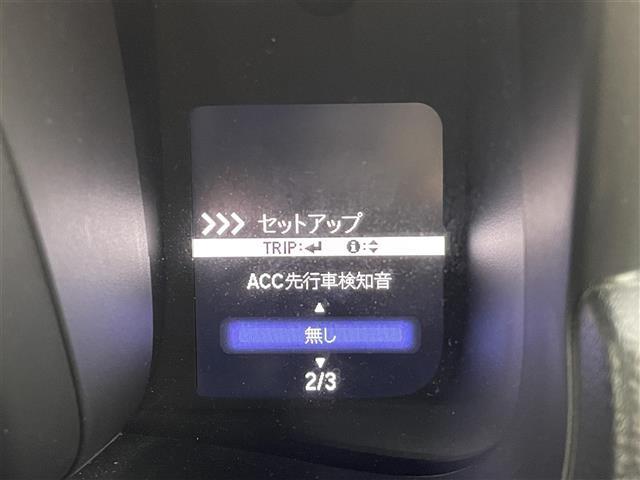 >>> セットアップ
TRIP:↵ ℹ:♦
ACC先行車検知音
▲
無し
▼
2/3